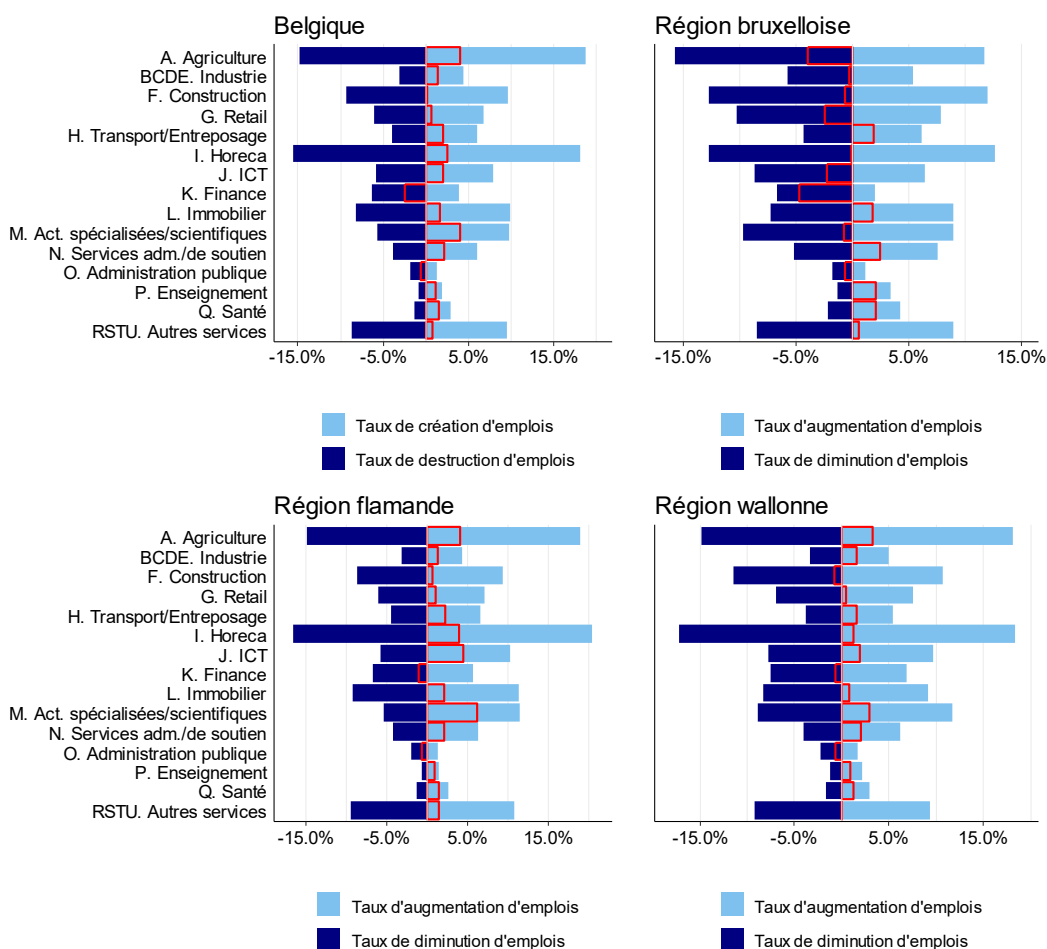 Belgique
Région bruxelloise
A. Agriculture
BCDE. Industrie
F. Construction
G. Retail
H. Transport/Entreposage
I. Horeca
J. ICT
K. Finance
L. Immobilier
M. Act. spécialisées/scientifiques
N. Services adm./de soutien
O. Administration publique
P. Enseignement
Q. Santé
RSTU. Autres services
-15.0% -5.0% 5.0% 15.0%
-15.0% -5.0% 5.0% 15.0%
Taux de création d'emplois
Taux de destruction d'emplois
Taux d'augmentation d'emplois
Taux de diminution d'emplois
Région flamande
Région wallonne
A. Agriculture
BCDE. Industrie
F. Construction
G. Retail
H. Transport/Entreposage
I. Horeca
J. ICT
K. Finance
L. Immobilier
M. Act. spécialisées/scientifiques
N. Services adm./de soutien
O. Administration publique
P. Enseignement
Q. Santé
RSTU. Autres services
-15.0% -5.0% 5.0% 15.0%
-15.0% -5.0% 5.0% 15.0%
Taux d'augmentation d'emplois
Taux de diminution d'emplois
Taux d'augmentation d'emplois
Taux de diminution d'emplois